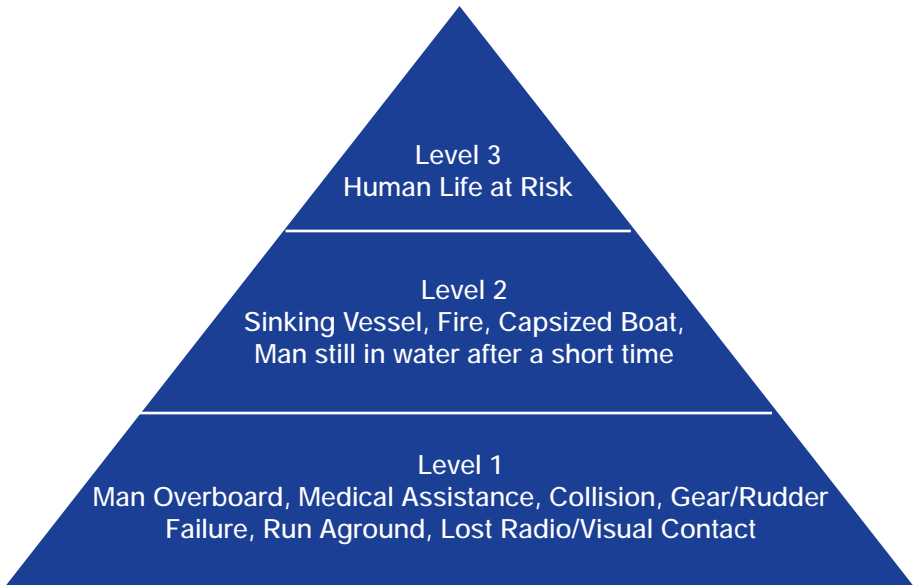 Level 3
Human Life at Risk
Level 2
Sinking Vessel, Fire, Capsized Boat,
Man still in water after a short time
Level 1
Man Overboard, Medical Assistance, Collision, Gear/Rudder
Failure, Run Aground, Lost Radio/Visual Contact